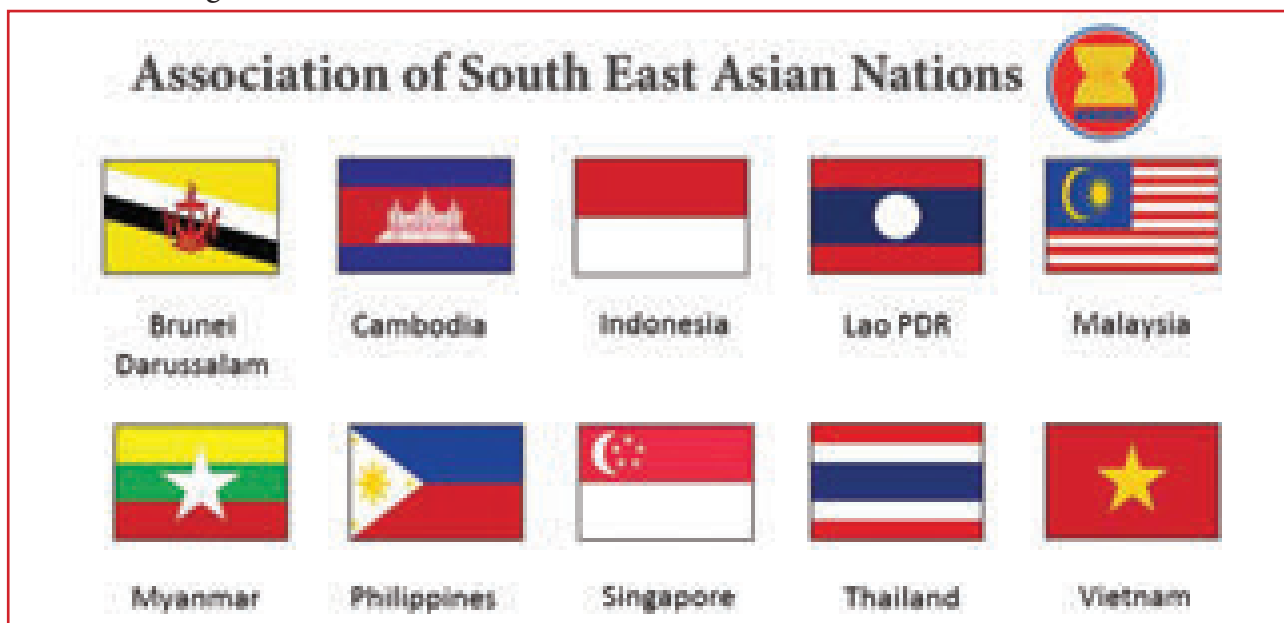 Association of South East Asian Nations
Brunei Darussalam
Cambodia
Indonesia
Lao PDR
Malaysia
Myanmar
Philippines
Singapore
Thailand
Vietnam